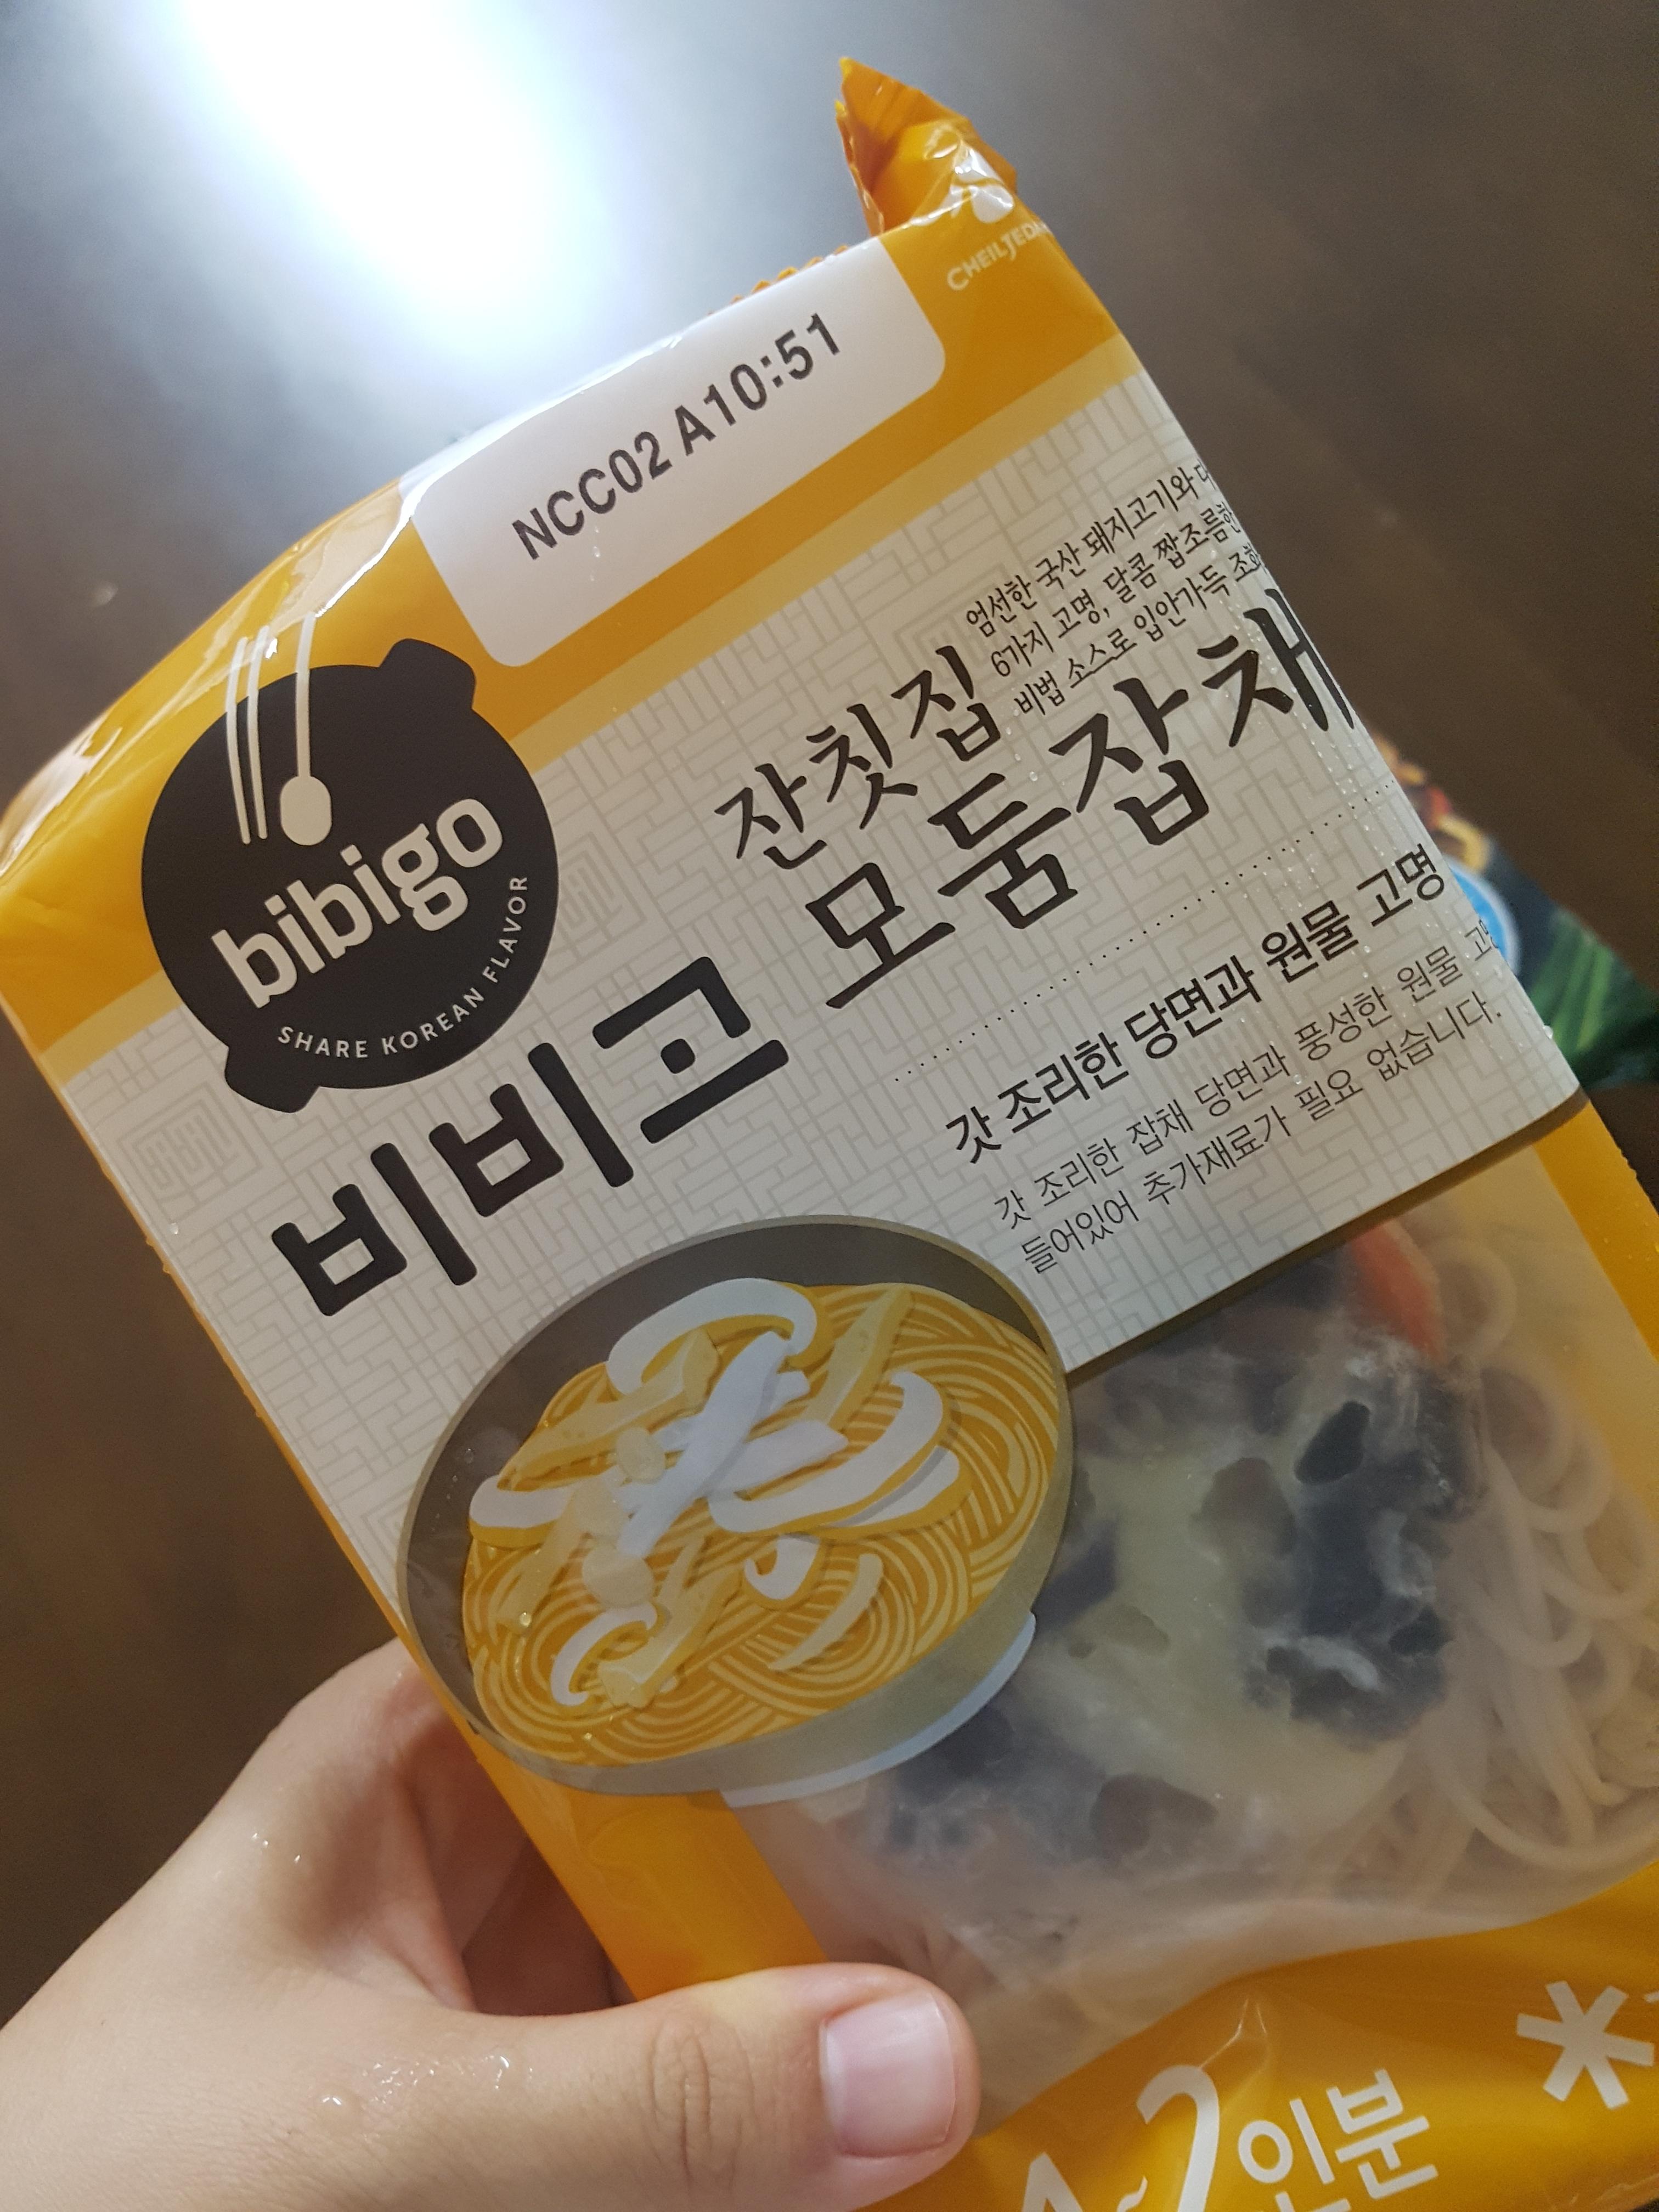 CHEILJED
NCC02 A10:51
bibigo
SHARE KOREAN FLAVOR
엄선한 국산 돼지고기와
6가지 고명, 달콤 짭조름한
비법 소스로 입안가득
잔칫집
비비고 모둠잡채
갓 조리한 당면과 원물 고명
갓 조리한 잡채 당면과 풍성한 원물
들어있어 추가재료가 필요 없습니다.
1~2인분